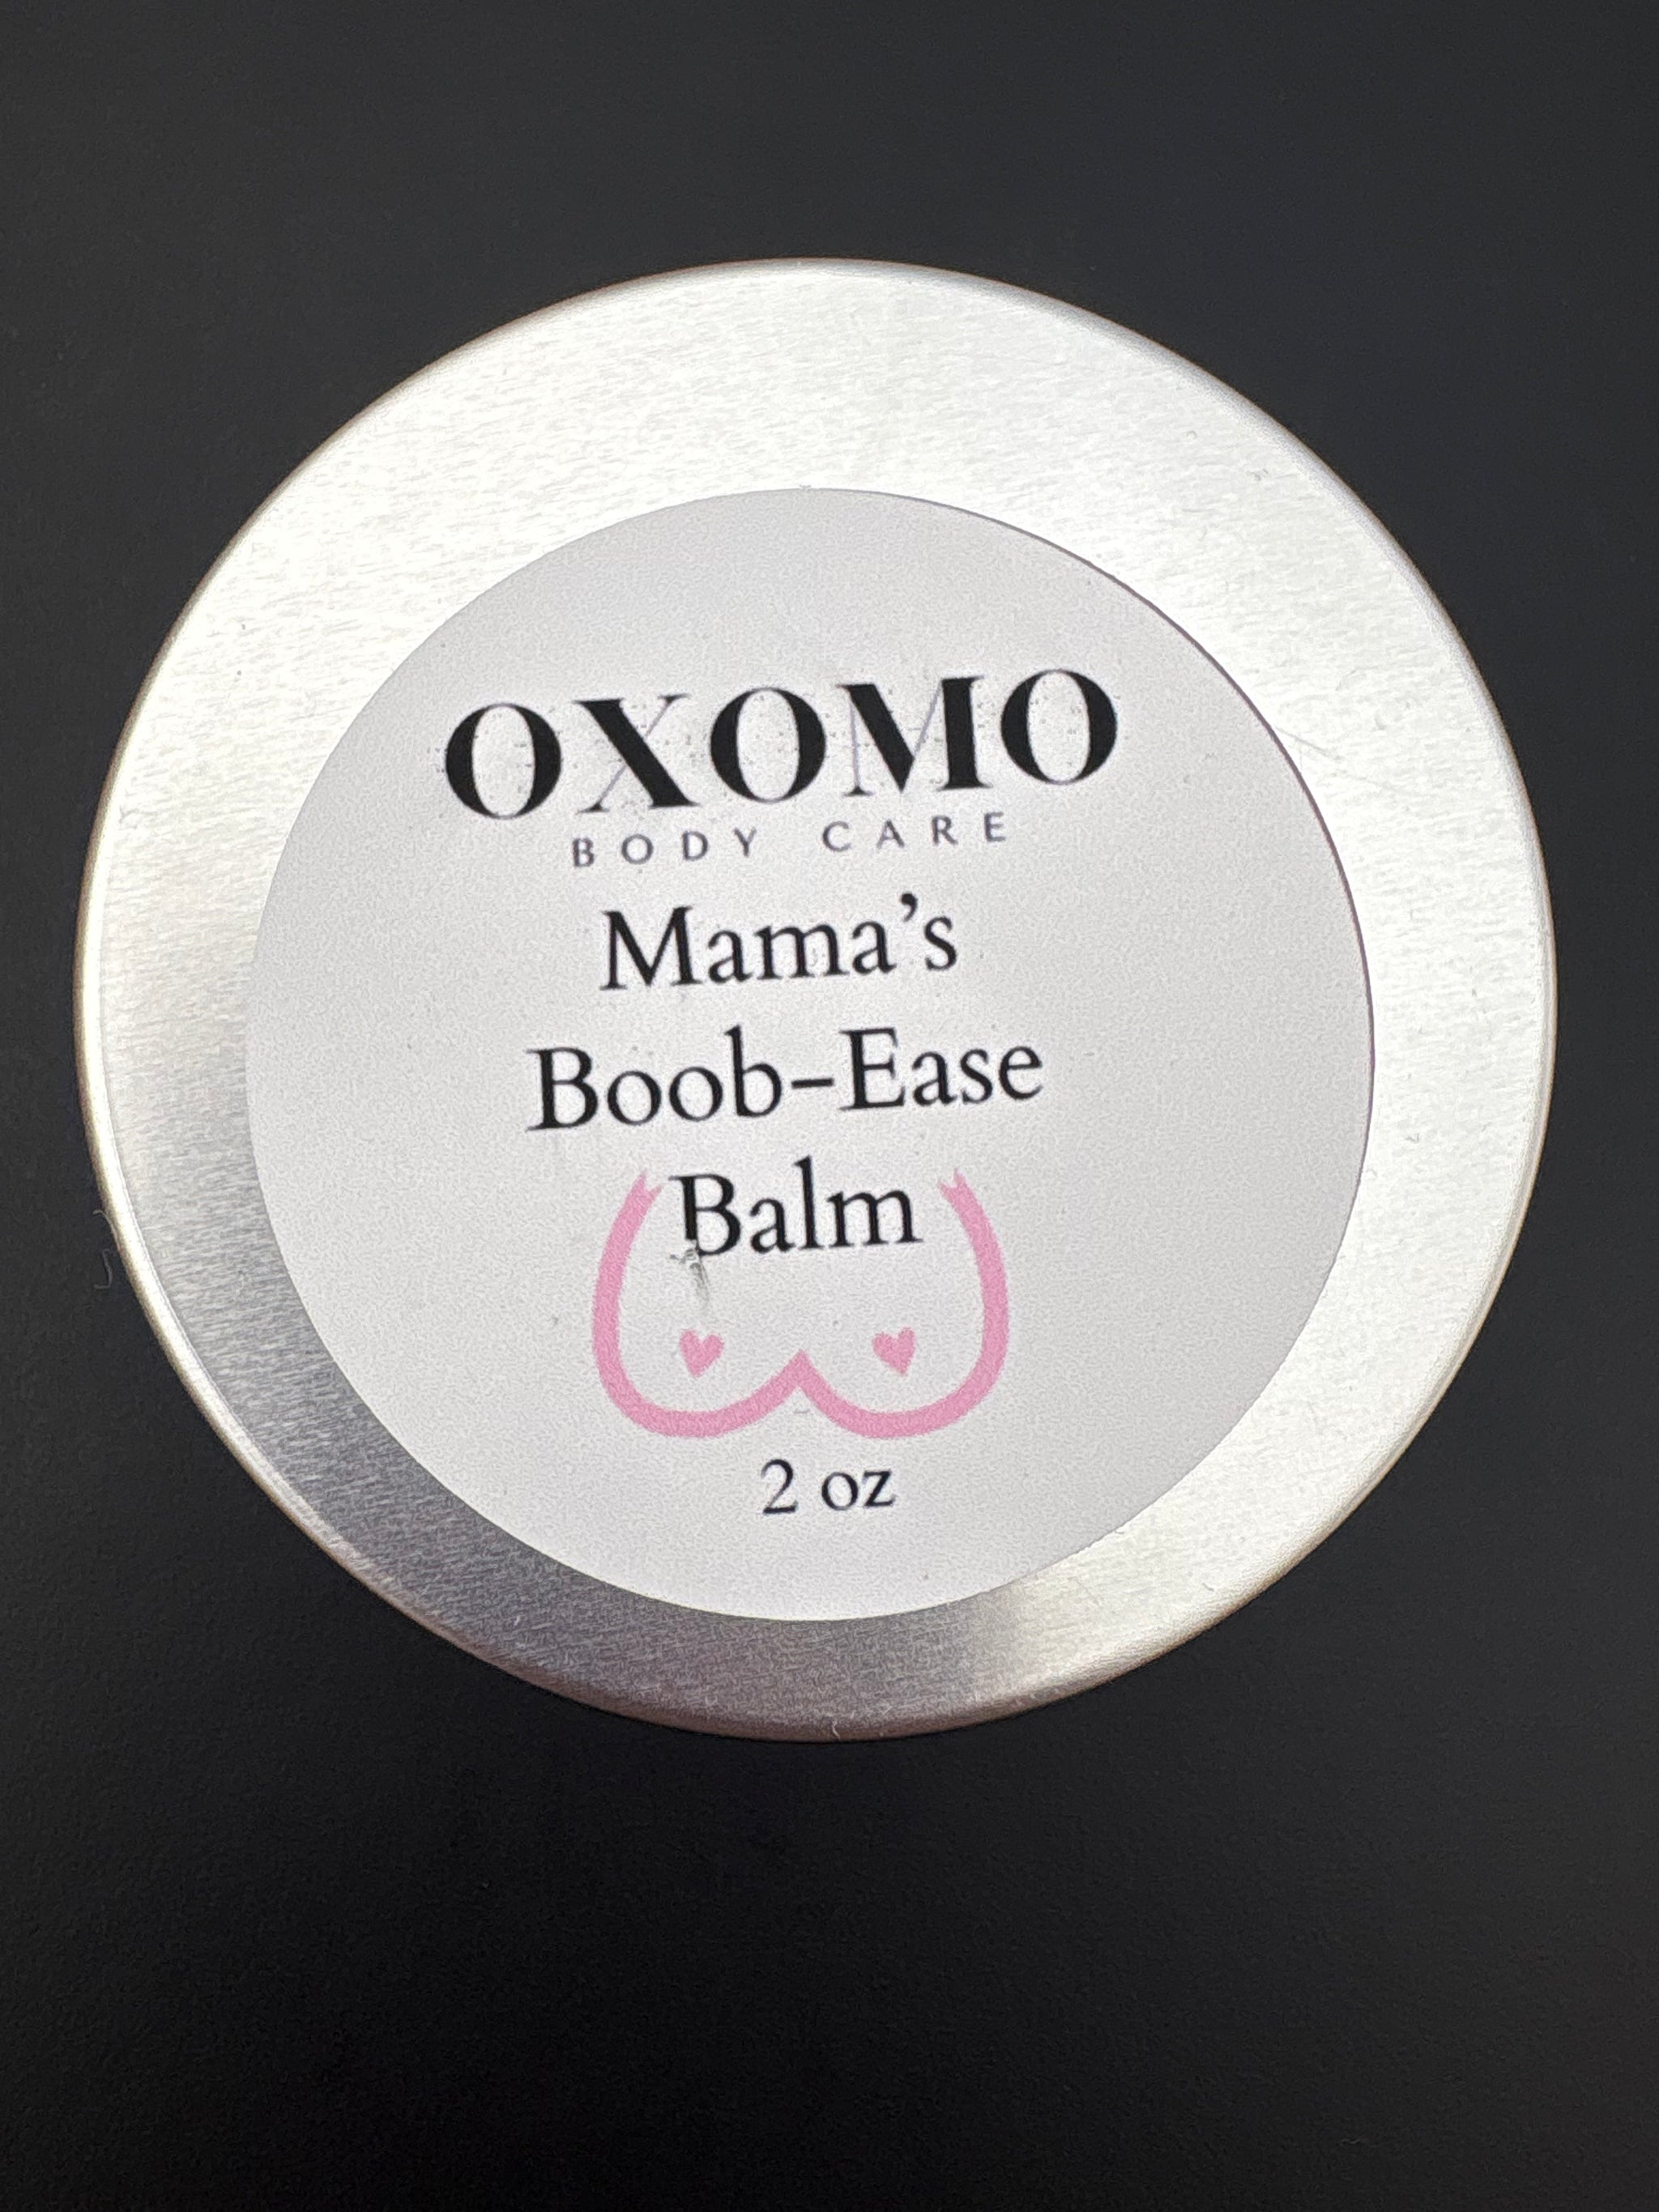 OXOMO
BODY CARE
Mama’s
Boob-Ease
Balm
2 oz